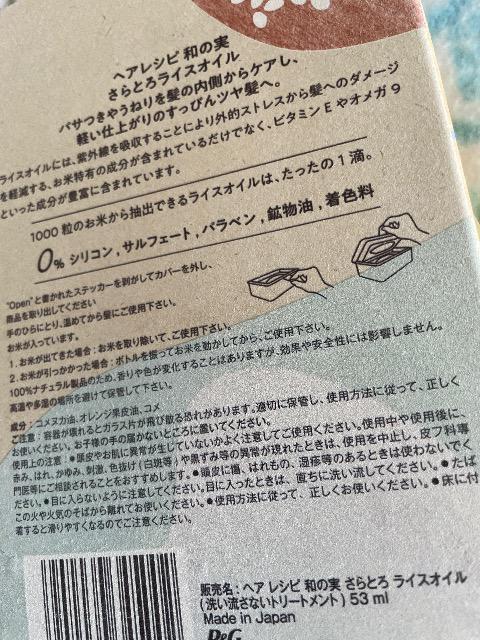 ヘアレシピ 和の実
さらとろライスオイル
パサつきやうねりを髪の内側からケアし、
軽い仕上がりのすっぴんツヤ髪へ。
ライスオイルには、紫外線を吸収することにより外的ストレスから髪へのダメージ
を軽減する、お米特有の成分が含まれているだけでなく、ビタミンEやオメガ9
といった成分が豊富に含まれています。
1000粒のお米から抽出できるライスオイルは、たったの1滴。
0% シリコン,サルフェート,パラベン,鉱物油,着色料
"Open"と書かれたステッカーを剥がしてカバーを外し、
商品を取り出してください
手のひらにとり、温めてから髪にご使用下さい。
お米が入っています。
1. お米が出てきた場合:お米を取り除いて、ご使用下さい。
2. お米が引っかかった場合:ボトルを振ってお米を動かしてから、ご使用下さい。
100%ナチュラル製品のため、香りや色が変化することはありますが、効果や安全性には影響しません。
高温や多湿の場所を避けて保管して下さい。
成分:コメヌカ油、オレンジ果皮油、コメ
ご注意:容器が壊れるとガラス片が飛び散る恐れがあります。適切に保管し、使用方法に従って、正しく
お使いください。お子様の手の届かないところに置いてください。
使用上の注意:●頭皮やお肌に異常が生じていないかよく注意してご使用ください。使用中や使用後に、
赤み、はれ、かゆみ、刺激、色抜け(白斑等)や黒ずみ等の異常が現れたときは、使用を中止し、皮フ科専
門医等にご相談されることをおすすめします。●頭皮に傷、はれもの、湿疹等のあるときは使わないでく
ださい。●目に入らないように注意してください。目に入ったときは、直ちに洗い流してください。●たば
この火や火気のそばから離れてお使いください。●使用方法に従って、正しくお使いください。●床に付
着すると滑りやすくなるのでご注意ください。
販売名:ヘア レシピ 和の実 さらとろ ライスオイル
(洗い流さないトリートメント) 53 ml
Made in Japan
P&G